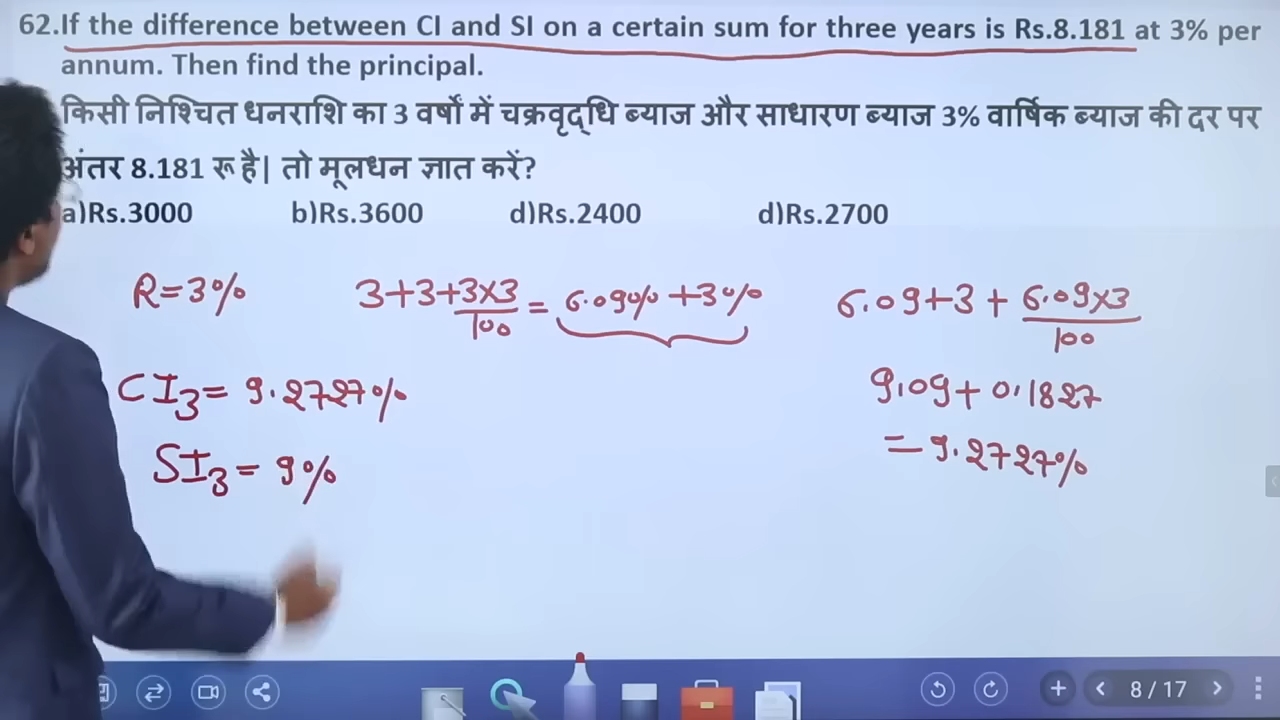 62.If the difference between CI and SI on a certain sum for three years is Rs.8.181 at 3% per
annum. Then find the principal.
किसी निश्चित धनराशि का 3 वर्षों में चक्रवृद्धि ब्याज और साधारण ब्याज 3% वार्षिक ब्याज की दर पर
अंतर 8.181 रू है| तो मूलधन ज्ञात करें?
a)Rs.3000 b)Rs.3600 d)Rs.2400 d)Rs.2700
R=3% 3+3+3×3/100 = 6.09% +3% 6.09+3 + 6.09×3/100
CI3= 9.2727% 9.09+ 0.1827
SI3= 9% = 9.2727%
8 / 17